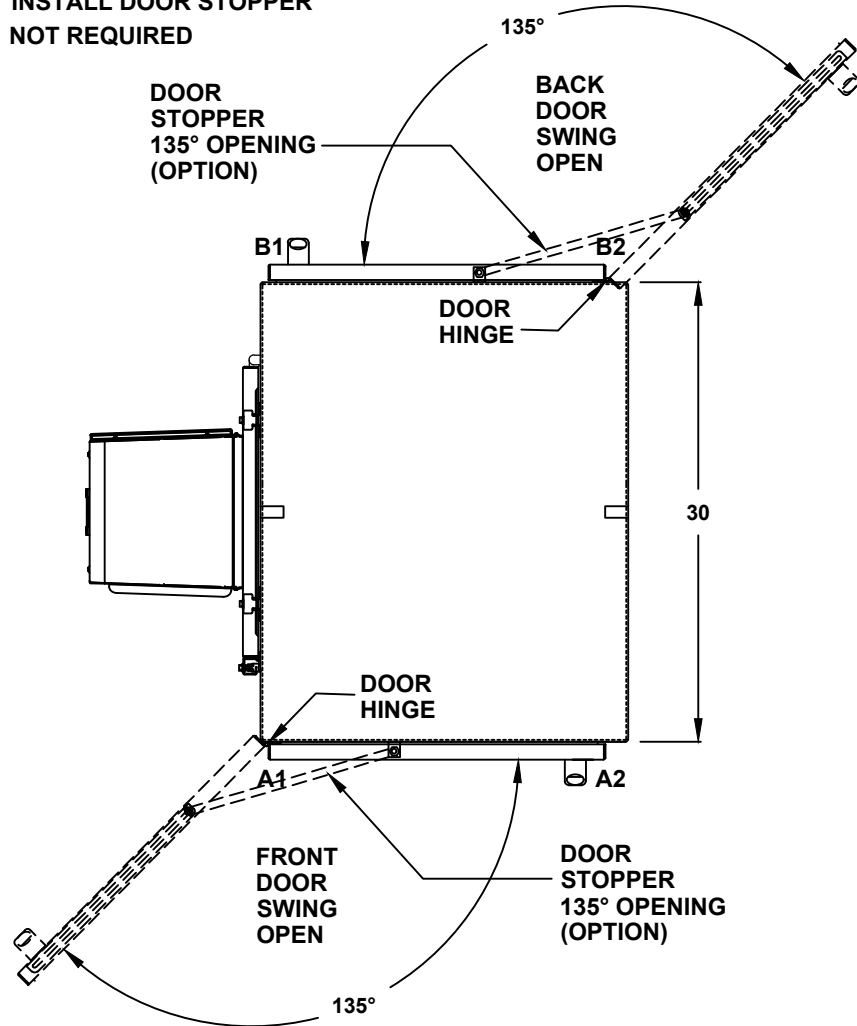 INSTALL DOOR STOPPER
NOT REQUIRED
135°
DOOR
STOPPER
135° OPENING
(OPTION)
BACK
DOOR
SWING
OPEN
B1
B2
DOOR
HINGE
30
DOOR
HINGE
A1
A2
FRONT
DOOR
SWING
OPEN
DOOR
STOPPER
135° OPENING
(OPTION)
135°